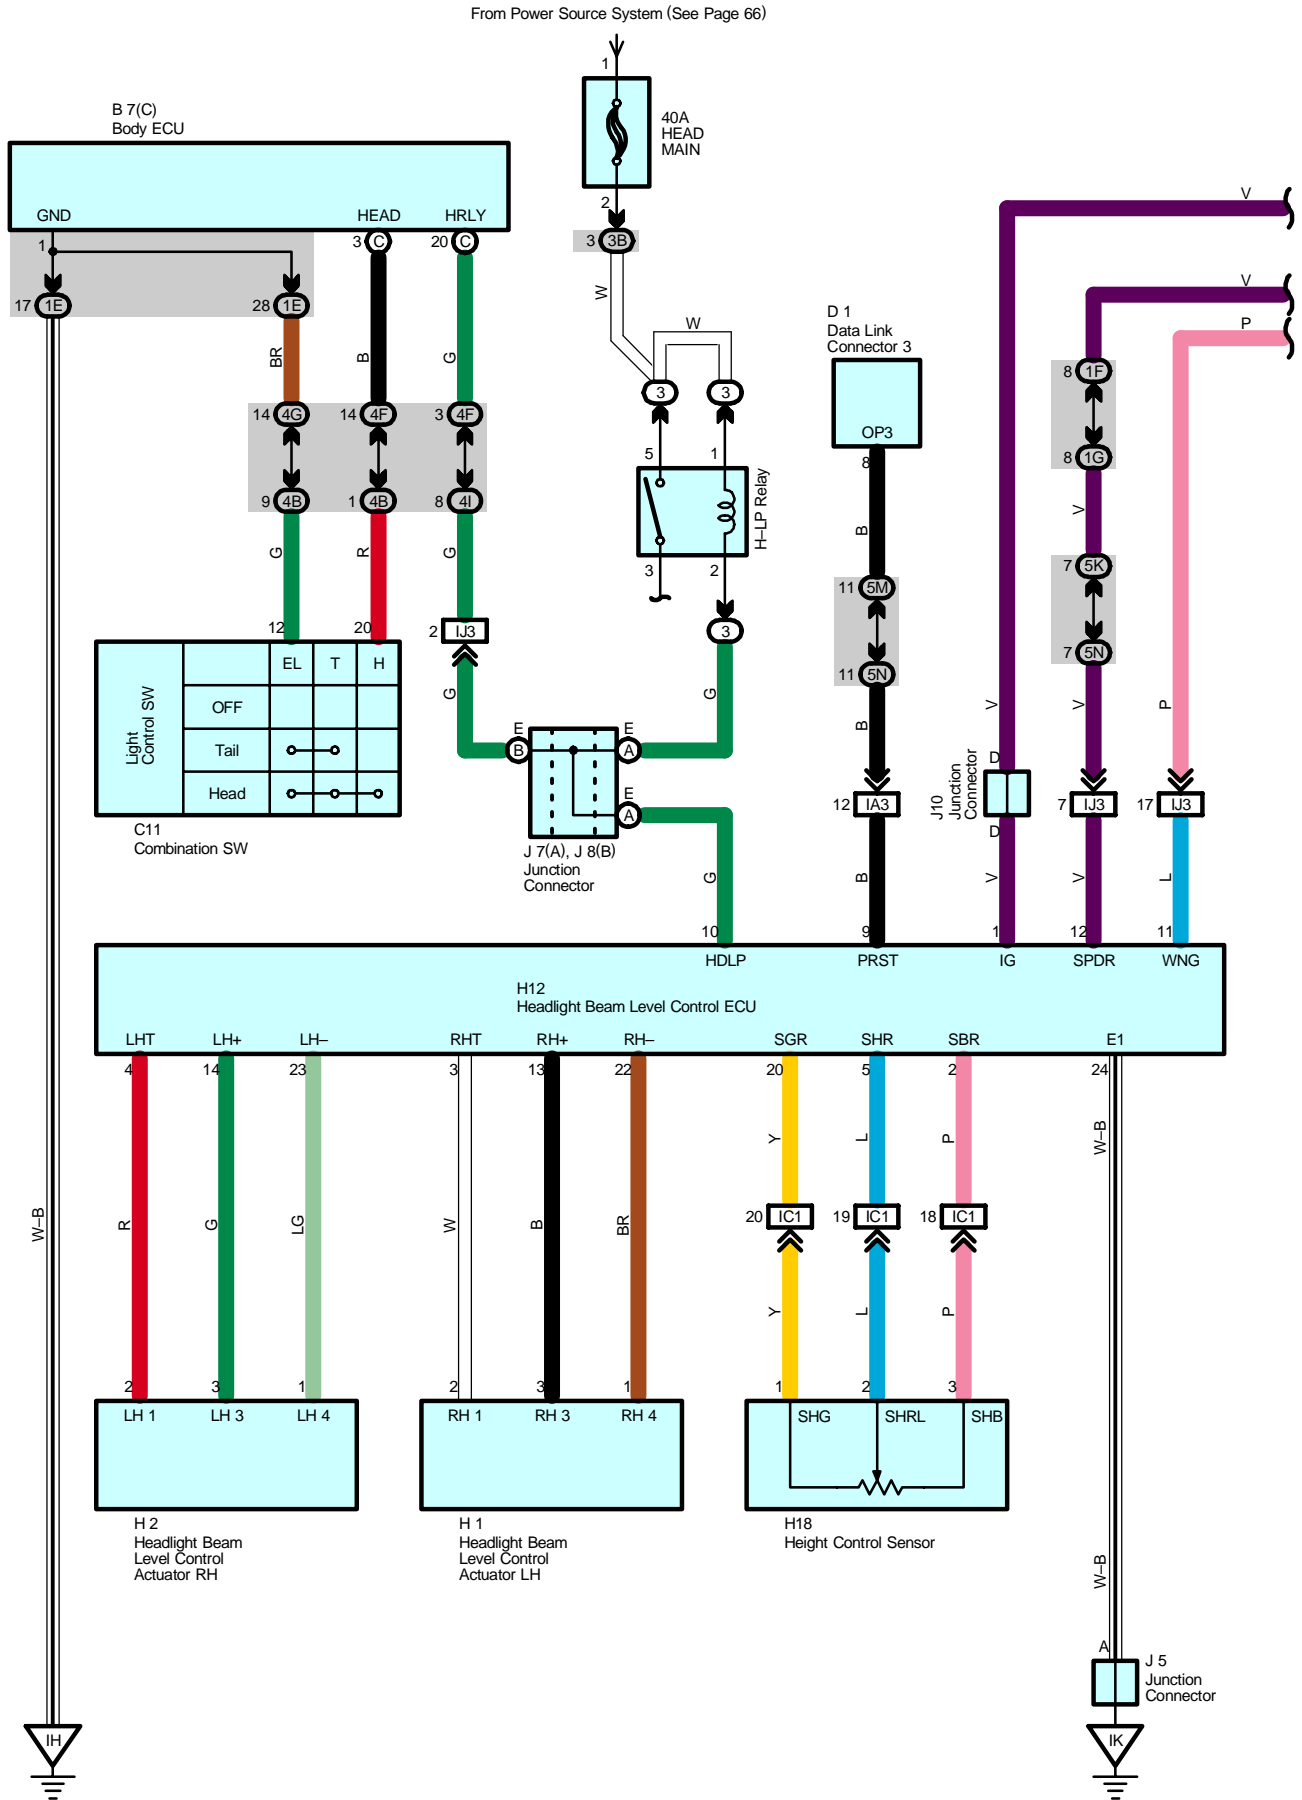 From Power Source System (See Page 66)
1
40A
HEAD
MAIN
2
3 3B
W
W
3 3
5 1
H–LP Relay
3 2
3
G
B 7(C)
Body ECU
GND HEAD HRLY
1 3 C 20 C
17 1E 28 1E
BR B G
14 4G 14 4F 3 4F
9 4B 1 4B 8 4I
G R G
12 20
2 IJ3
G
Light
Control SW
EL T H
OFF
Tail
Head
C11
Combination SW
E E
B A
E
A
J 7(A), J 8(B)
Junction
Connector
G
D 1
Data Link
Connector 3
OP3
8
B
11 5M
11 5N
B
12 IA3
B
V
V
P
8 1F
8 1G
V
7 5K
7 5N
V V P
D
J10
Junction
Connector
D
7 IJ3 17 IJ3
V V L
10 9 1 12 11
HDLP PRST IG SPDR WNG
H12
Headlight Beam Level Control ECU
LHT LH+ LH– RHT RH+ RH– SGR SHR SBR E1
4 14 23 3 13 22 20 5 2 24
Y L P W–B
W–B R G LG W B BR
20 IC1 19 IC1 18 IC1
Y L P
2 3 1 2 3 1 1 2 3
LH 1 LH 3 LH 4 RH 1 RH 3 RH 4 SHG SHRL SHB
H 2
Headlight Beam
Level Control
Actuator RH
H 1
Headlight Beam
Level Control
Actuator LH
H18
Height Control Sensor
W–B
A
J 5
Junction
Connector
IH IK